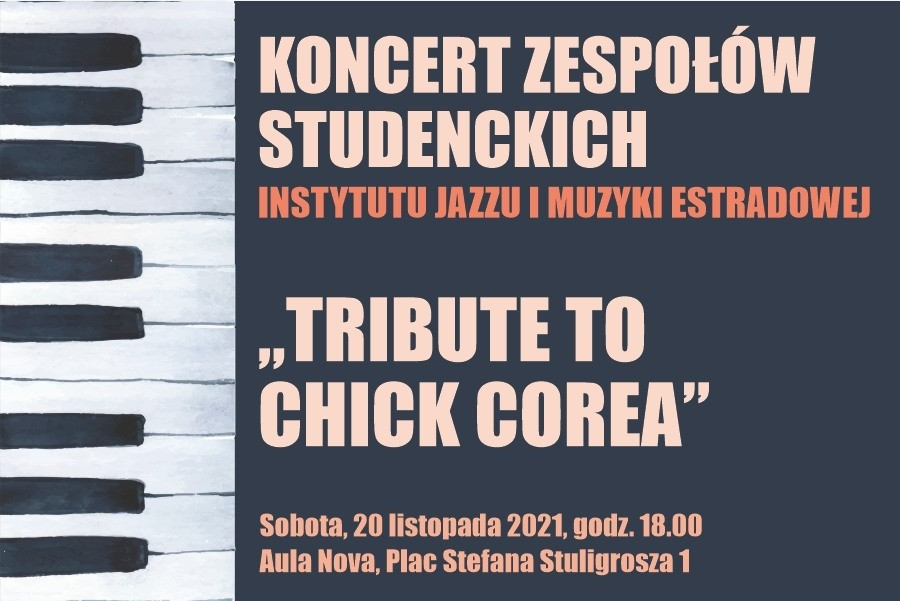 KONCERT ZESPOŁÓW
STUDENCKICH
INSTYTUTU JAZZU I MUZYKI ESTRADOWEJ
„TRIBUTE TO
CHICK COREA”
Sobota, 20 listopada 2021, godz. 18.00
Aula Nova, Plac Stefana Stuligrosza 1